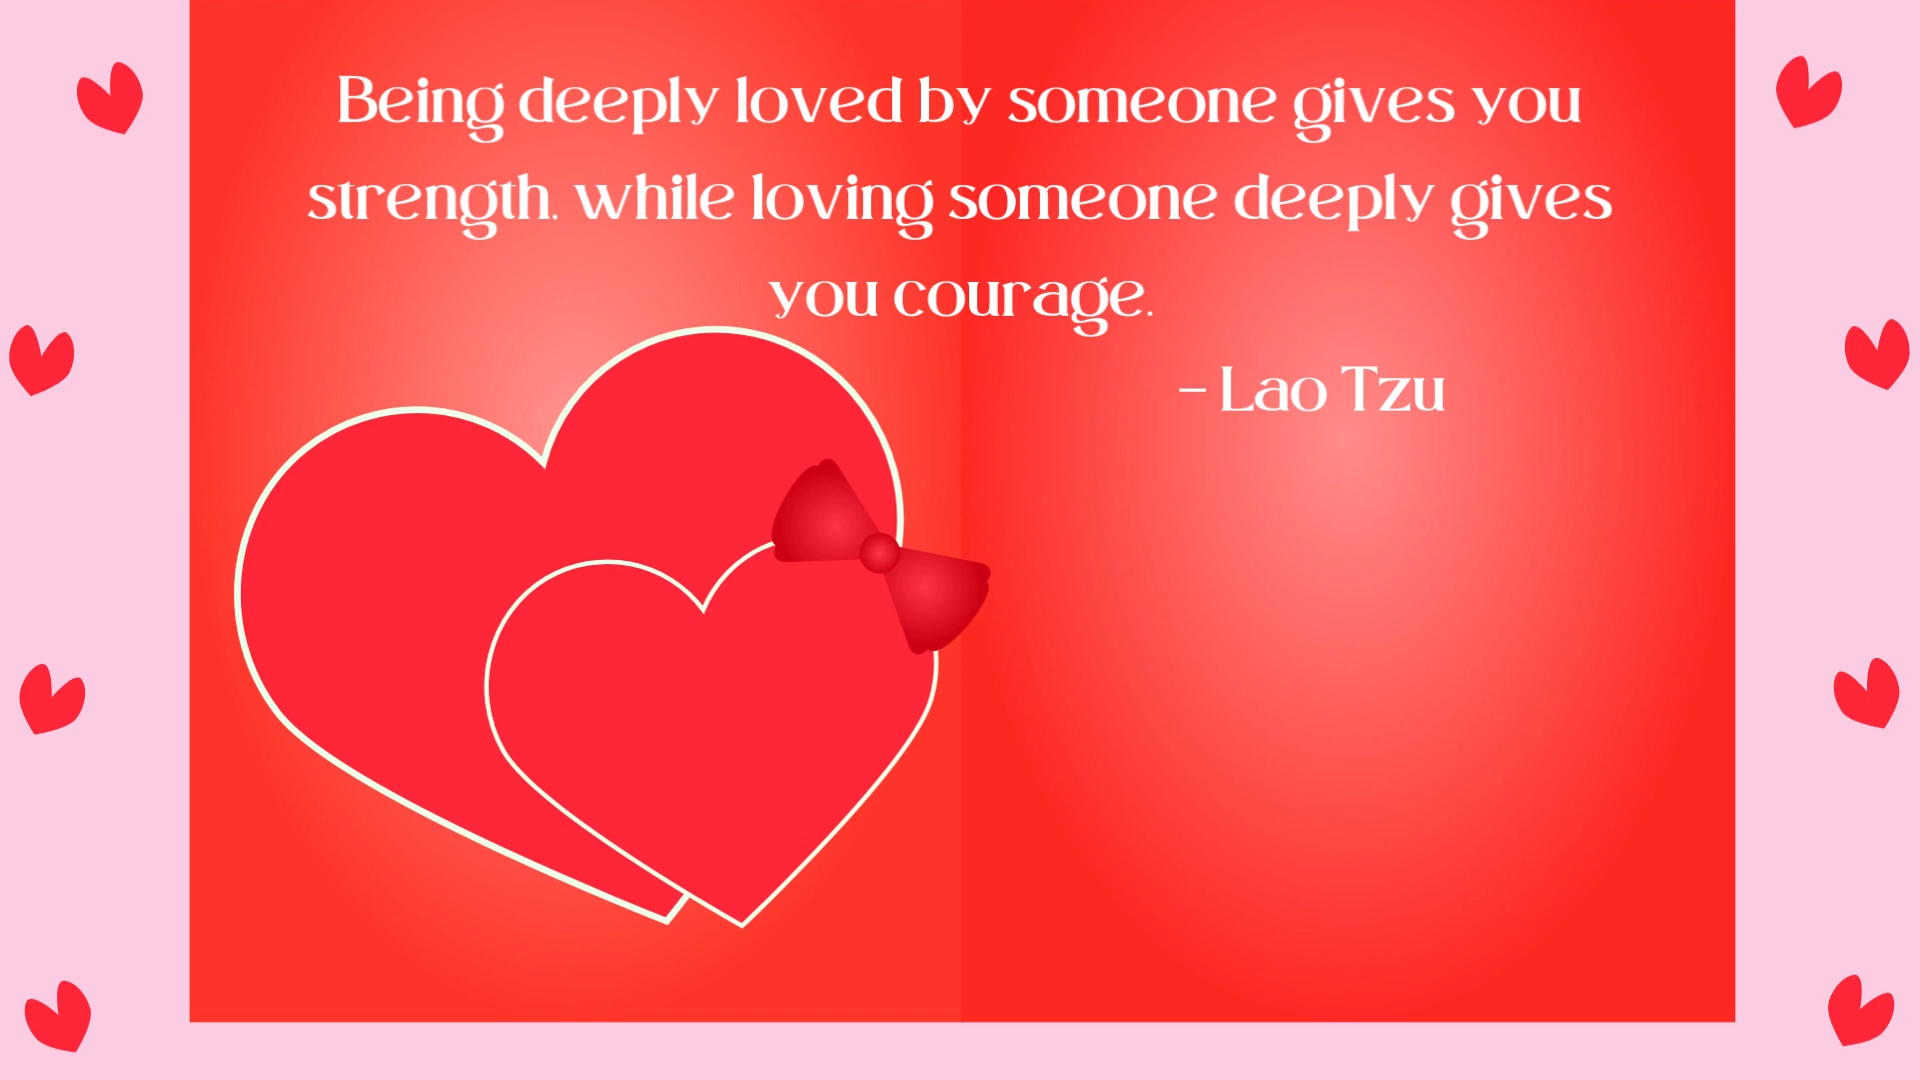 Being deeply loved by someone gives you
strength, while loving someone deeply gives
you courage.
- Lao Tzu